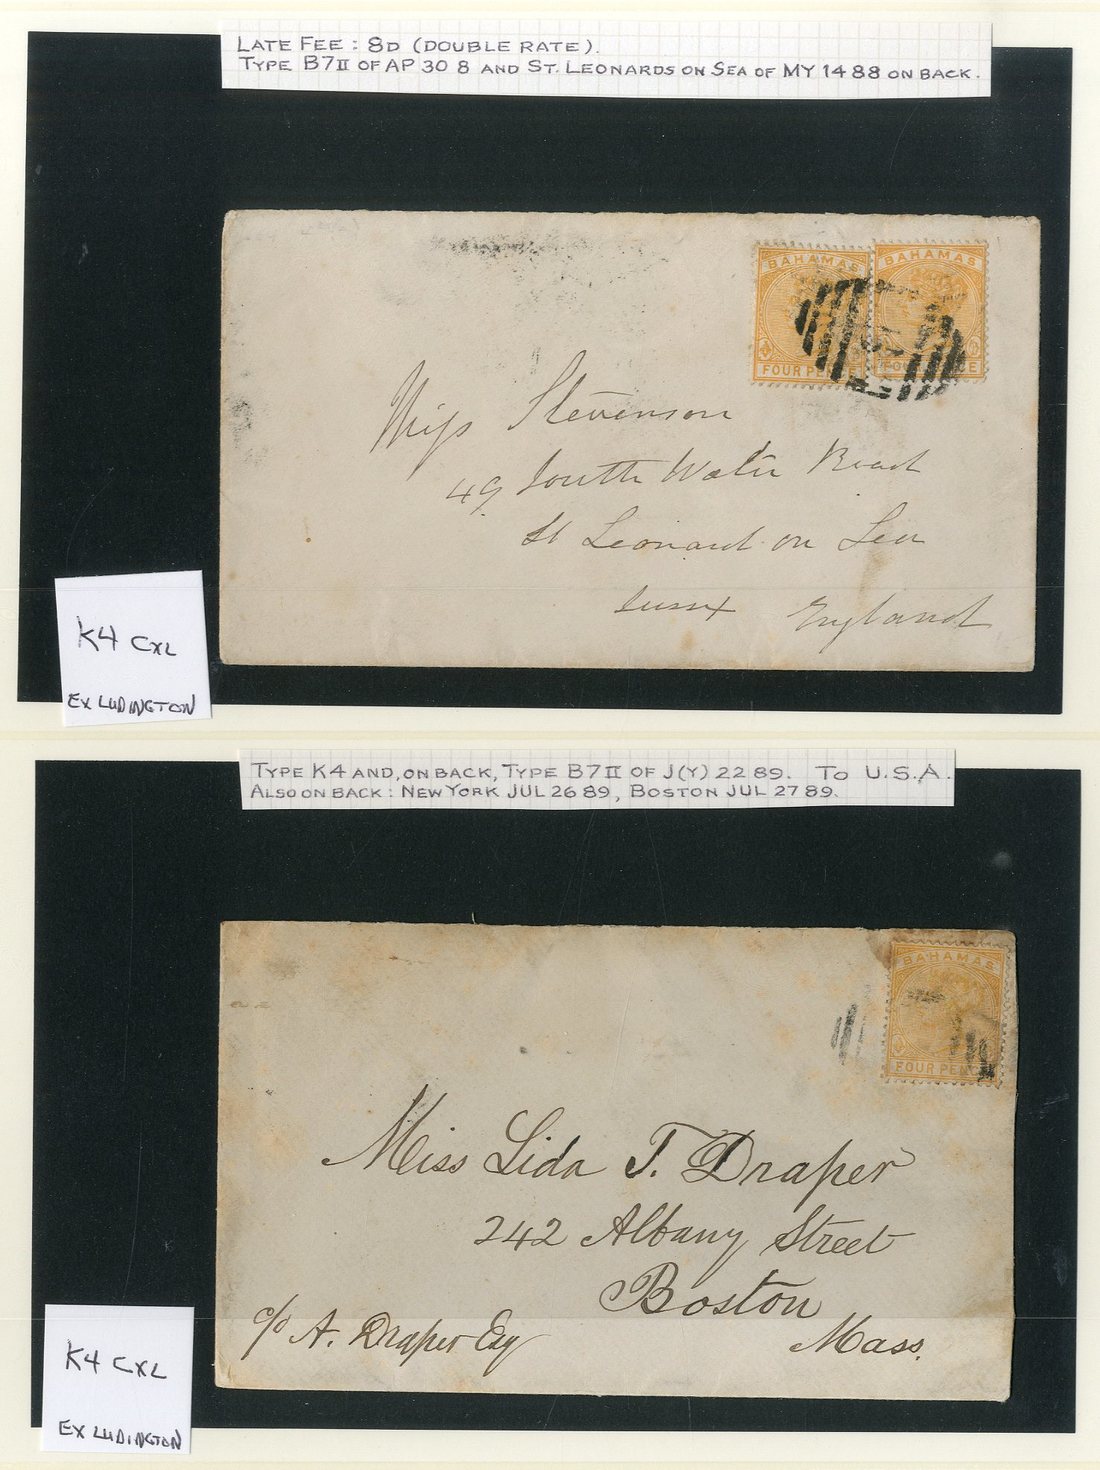 LATE FEE: 8D (DOUBLE RATE).
TYPE B7II OF AP 30 8 AND ST. LEONARDS ON SEA OF MY 14 88 ON BACK.
BAHAMAS BAHAMAS
FOUR PENCE
Miss Stevenson
49 South Water Road
St Leonard on Sea
Sussex England
K4 CXL
EX LUDINGTON
TYPE K4 AND, ON BACK, TYPE B7II OF J(Y) 22 89. TO U.S.A.
ALSO ON BACK: NEW YORK JUL 26 89, BOSTON JUL 27 89.
BAHAMAS
FOUR PENCE
Miss Lida T. Draper
242 Albany Street
Boston
c/o A. Draper Esq Mass.
K4 CXL
EX LUDINGTON